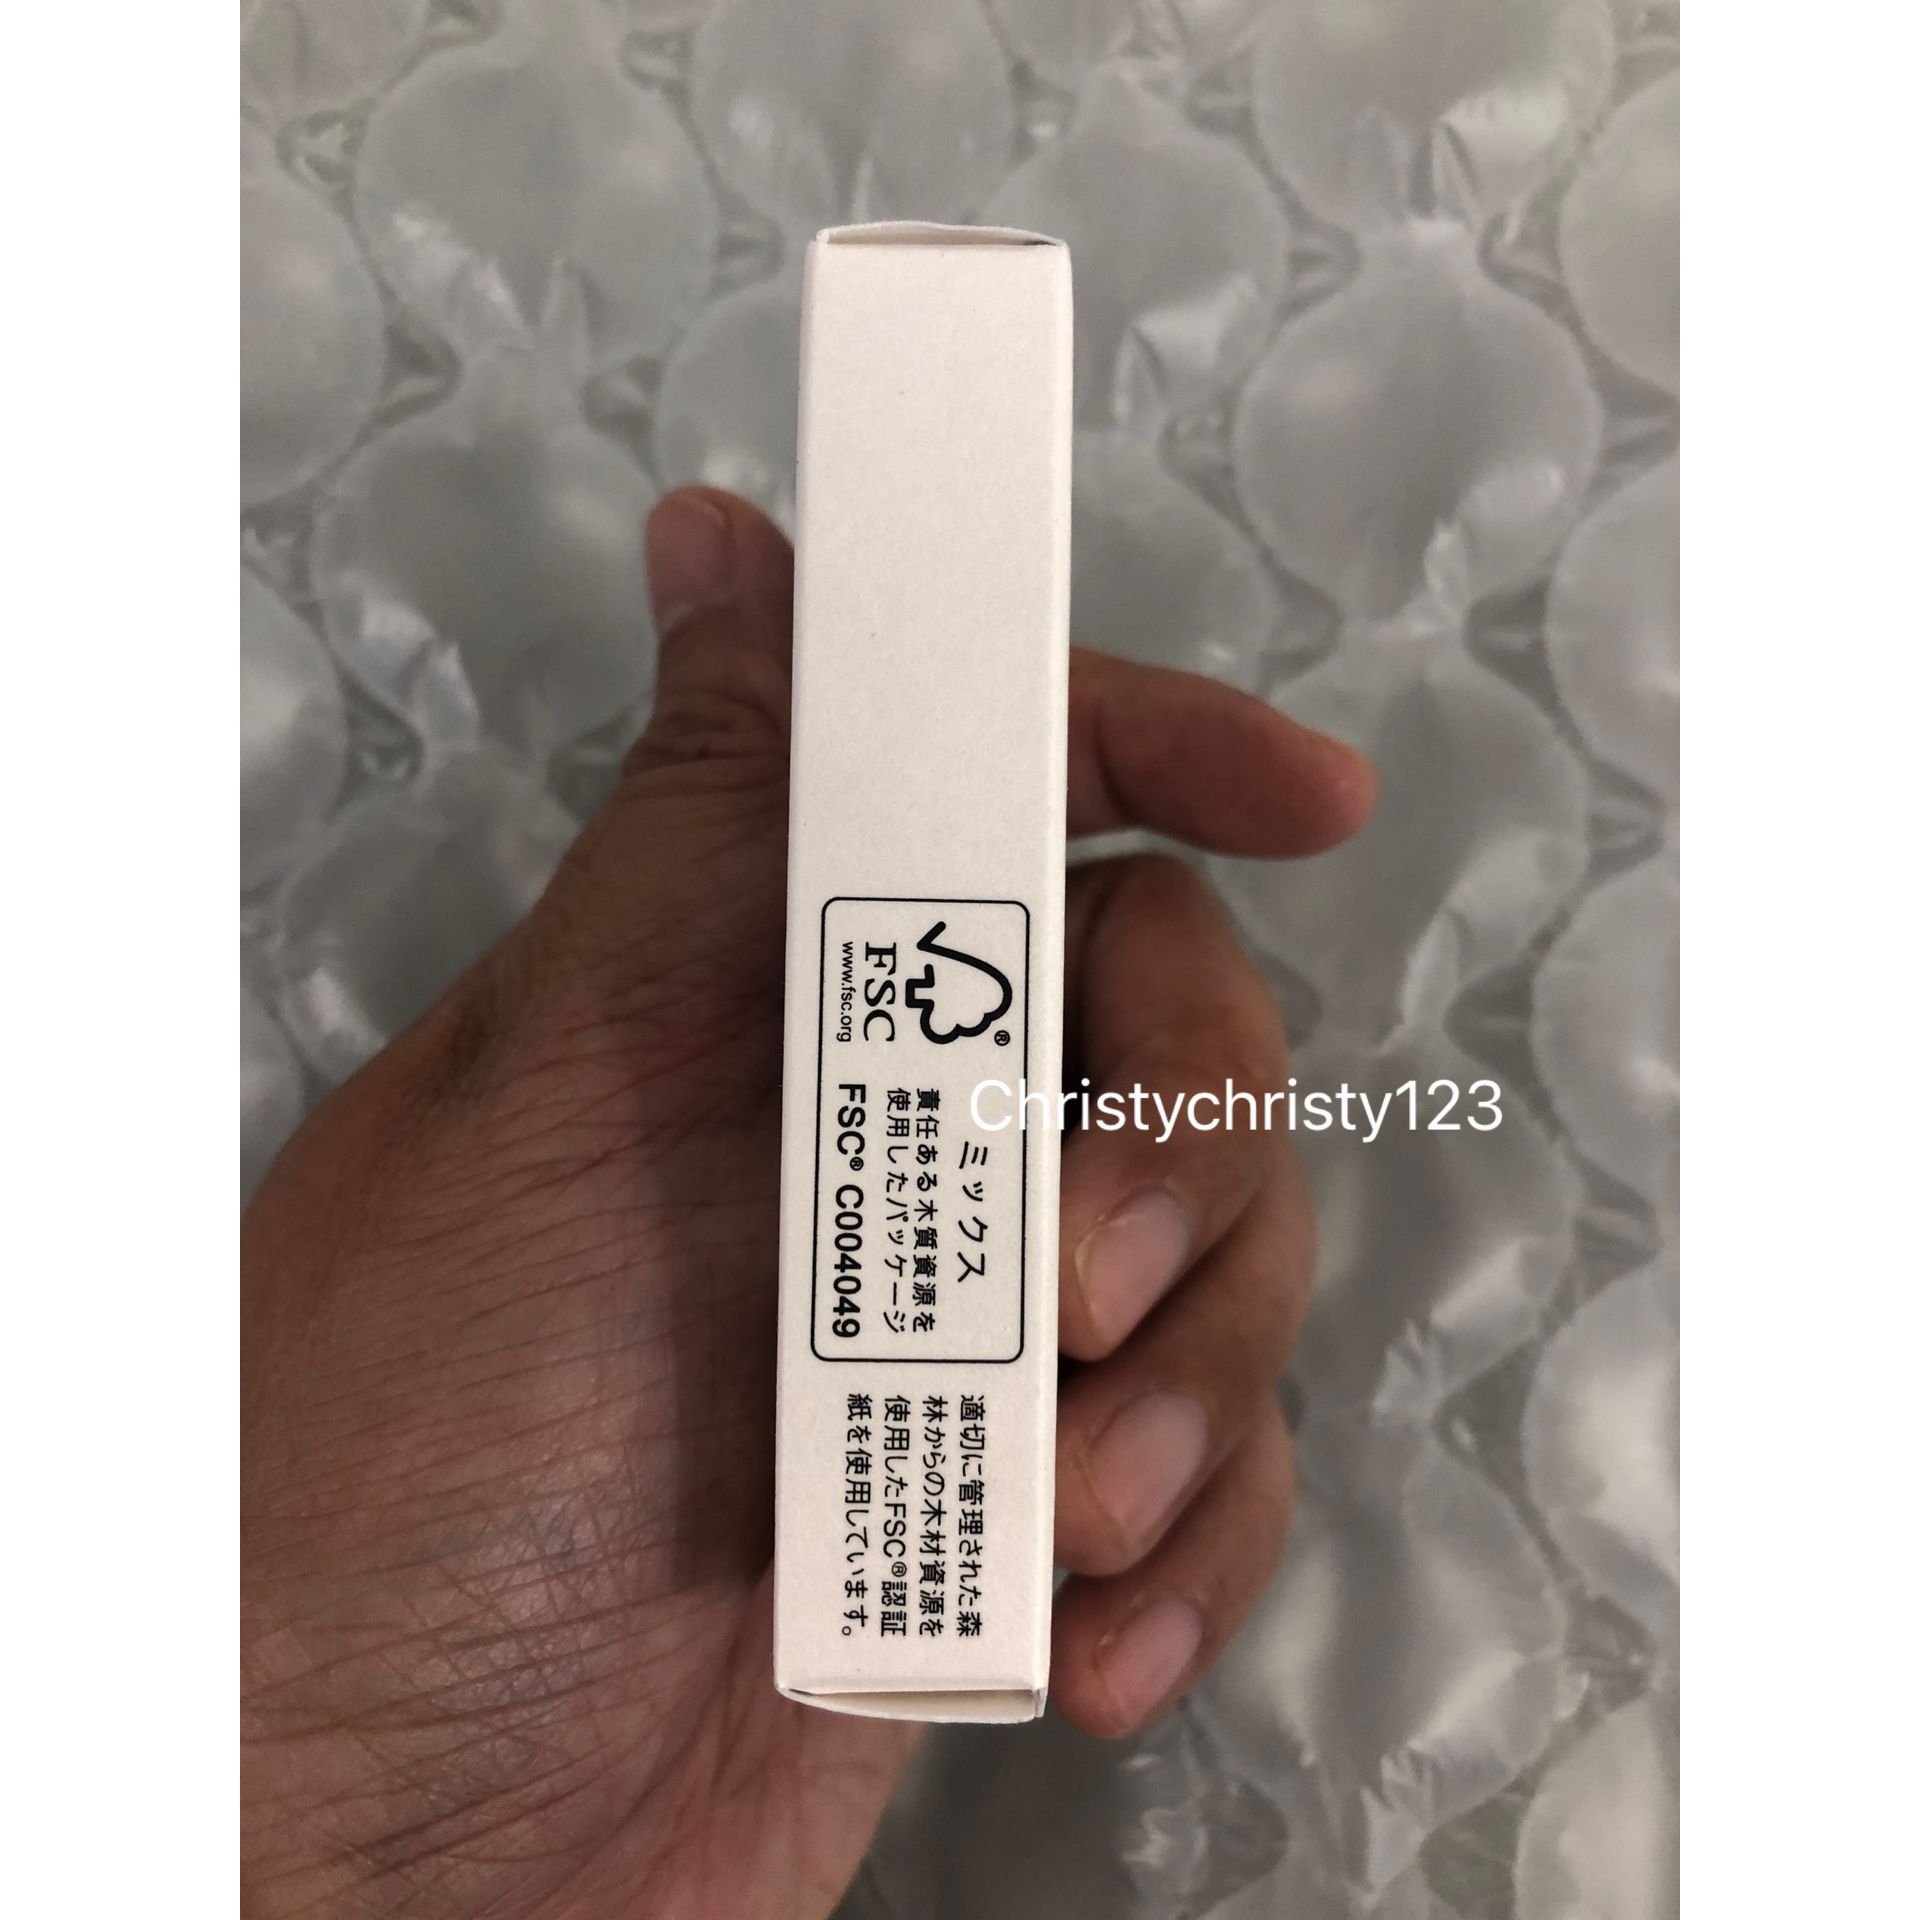 FSC®
www.fsc.org
ミックス
責任ある木質資源を
使用したパッケージ
FSC® C004049
適切に管理された森
林からの木材資源を
使用したFSC®認証
紙を使用しています。
Christychristy123